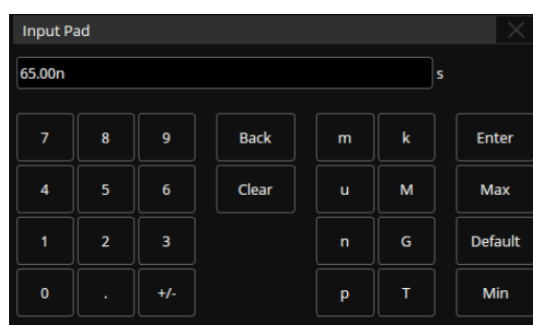 Input Pad
65.00n s
7 8 9 Back m k Enter
4 5 6 Clear u M Max
1 2 3 n G Default
0 . +/- p T Min